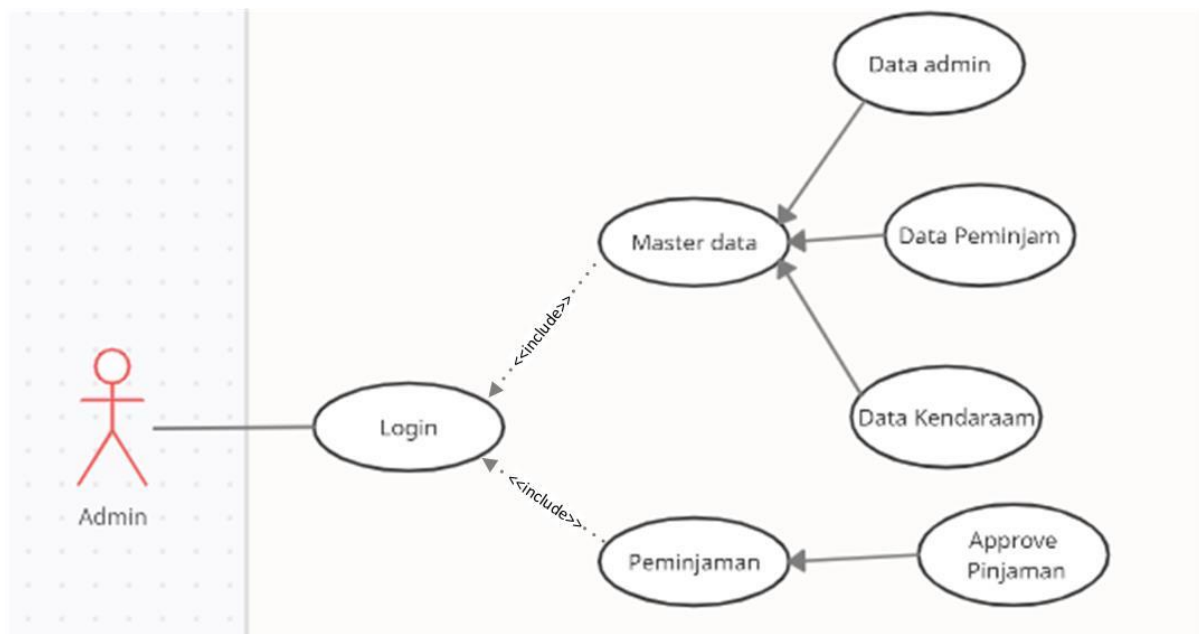 Data admin
Master data
Data Peminjam
<<include>>
Data Kendaraam
Login
Admin
<<include>>
Peminjaman
Approve
Pinjaman